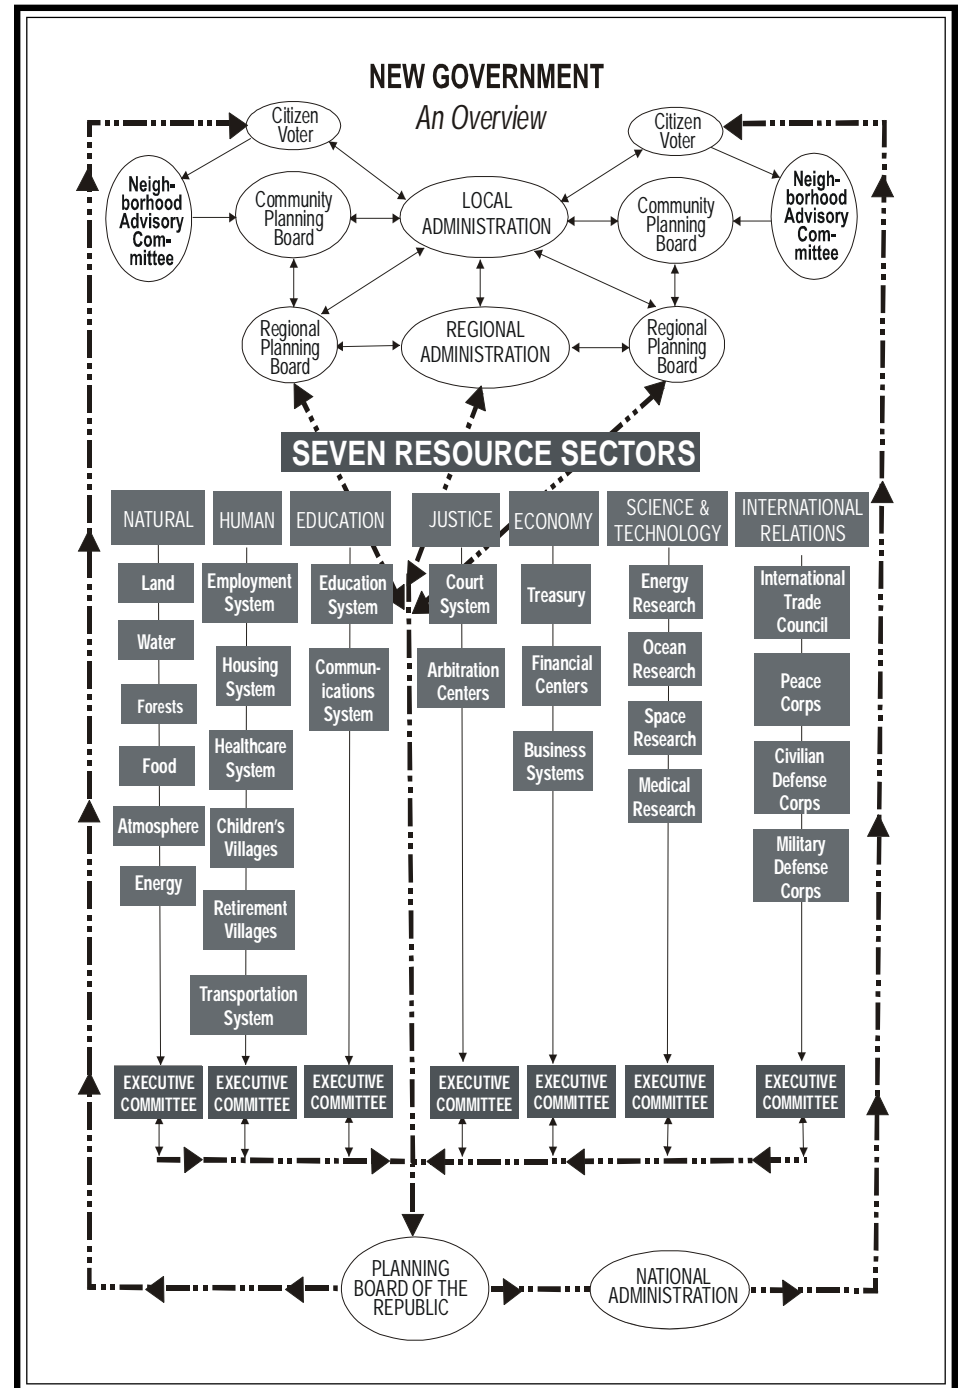 NEW GOVERNMENT
An Overview
Citizen
Voter
Citizen
Voter
Neigh-
borhood
Advisory
Com-
mittee
Community
Planning
Board
LOCAL
ADMINISTRATION
Community
Planning
Board
Neigh-
borhood
Advisory
Com-
mittee
Regional
Planning
Board
REGIONAL
ADMINISTRATION
Regional
Planning
Board
SEVEN RESOURCE SECTORS
NATURAL
Land
Water
Forests
Food
Atmosphere
Energy
EXECUTIVE
COMMITTEE
HUMAN
Employment
System
Housing
System
Healthcare
System
Children's
Villages
Retirement
Villages
Transportation
System
EXECUTIVE
COMMITTEE
EDUCATION
Education
System
Commun-
ications
System
EXECUTIVE
COMMITTEE
JUSTICE
Court
System
Arbitration
Centers
EXECUTIVE
COMMITTEE
ECONOMY
Treasury
Financial
Centers
Business
Systems
EXECUTIVE
COMMITTEE
SCIENCE &
TECHNOLOGY
Energy
Research
Ocean
Research
Space
Research
Medical
Research
EXECUTIVE
COMMITTEE
INTERNATIONAL
RELATIONS
International
Trade
Council
Peace
Corps
Civilian
Defense
Corps
Military
Defense
Corps
EXECUTIVE
COMMITTEE
PLANNING
BOARD OF THE
REPUBLIC
NATIONAL
ADMINISTRATION